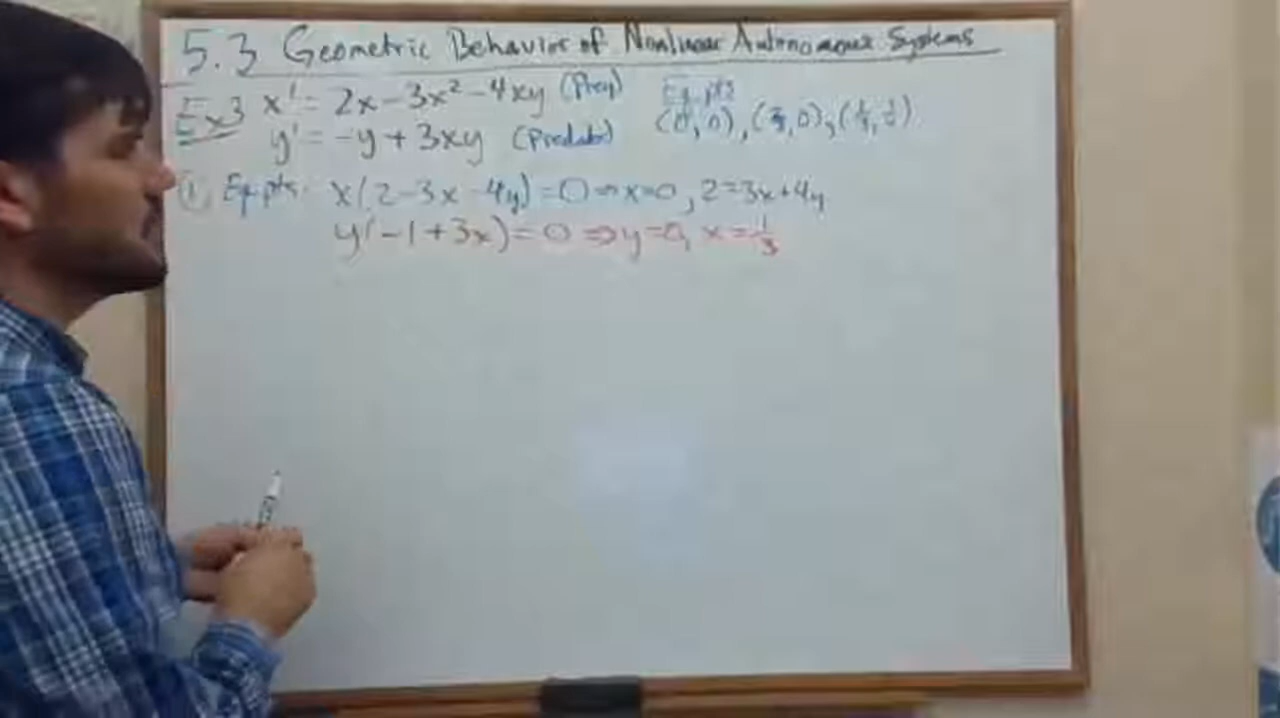 5.3 Geometric Behavior of Nonlinear Autonomous Systems
Ex3 x' = 2x - 3x² - 4xy (Prey) Eq. pts
y' = -y + 3xy (Predator) (0, 0), (⅔, 0), (⅓, ¼)
① Eq. pts: x(2 - 3x - 4y) = 0 ⇒ x = 0, 2 = 3x + 4y
y(-1 + 3x) = 0 ⇒ y = 0, x = 1/3